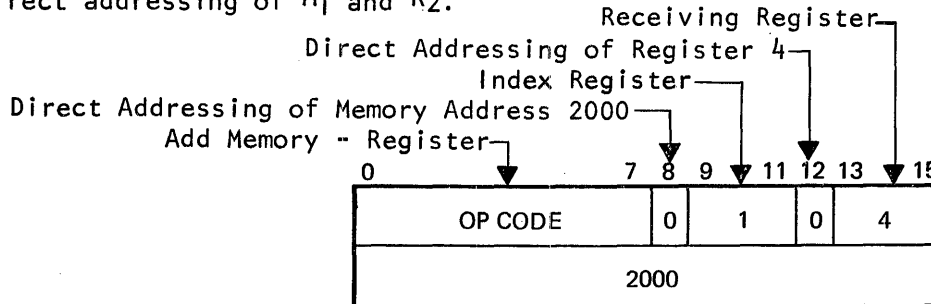 rect addressing of R1 and R2.
Receiving Register
Direct Addressing of Register 4
Index Register
Direct Addressing of Memory Address 2000
Add Memory - Register
0 7 8 9 11 12 13 15
OP CODE 0 1 0 4
2000